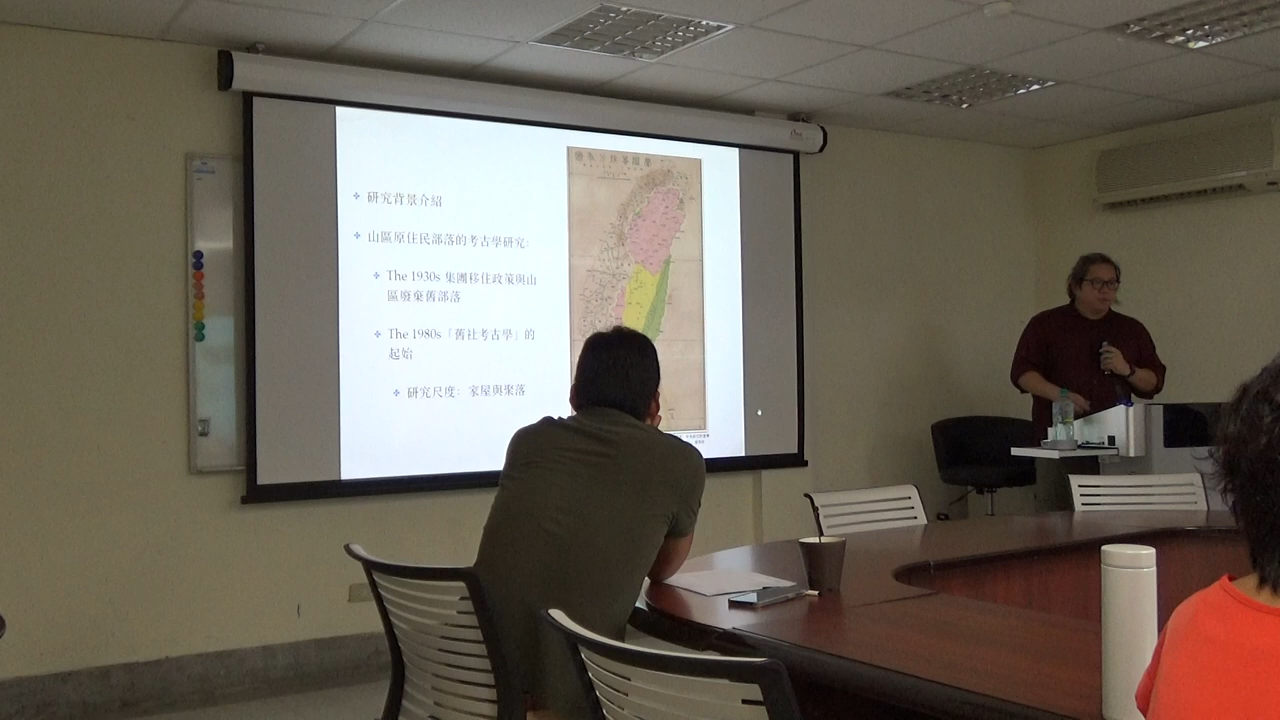 研究背景介紹
山區原住民部落的考古學研究:
The 1930s 集團移住政策與山
區廢棄舊部落
The 1980s「舊社考古學」的
起始
研究尺度: 家屋與聚落